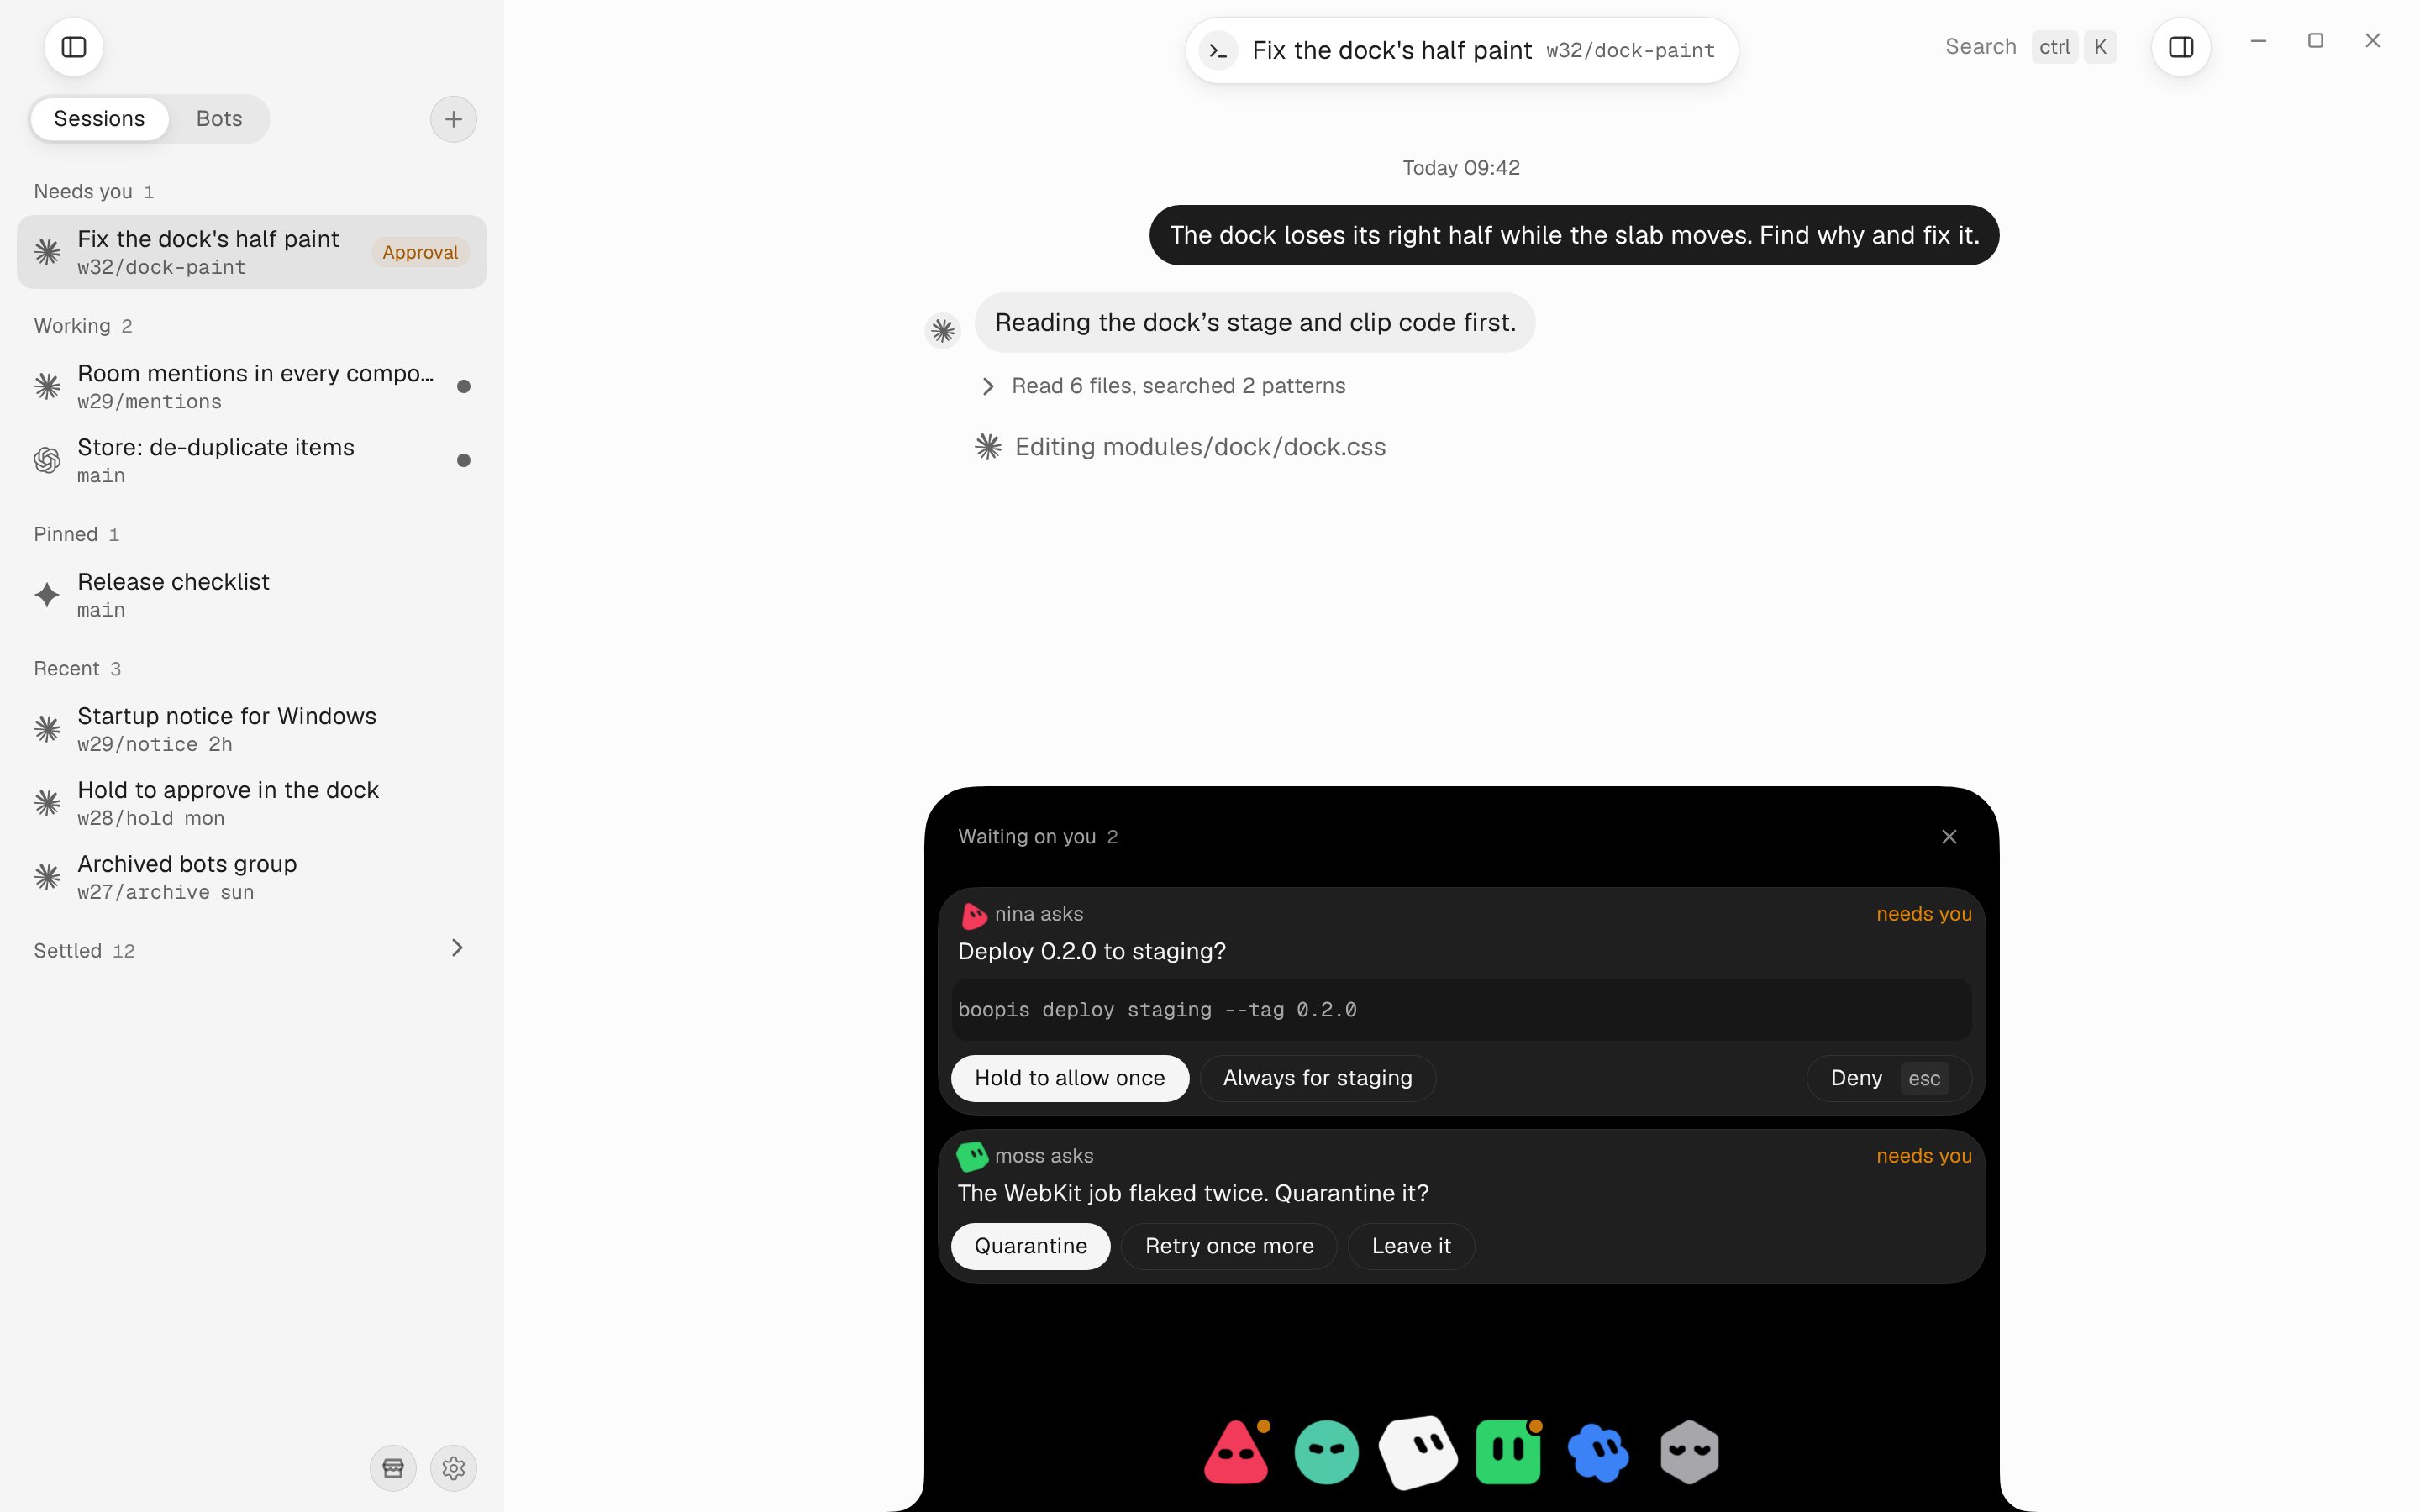 Fix the dock's half paint w32/dock-paint
Search ctrl K
Sessions Bots
Needs you 1
Fix the dock's half paint
w32/dock-paint
Approval
Working 2
Room mentions in every compo…
w29/mentions
Store: de-duplicate items
main
Pinned 1
Release checklist
main
Recent 3
Startup notice for Windows
w29/notice 2h
Hold to approve in the dock
w28/hold mon
Archived bots group
w27/archive sun
Settled 12
Today 09:42
The dock loses its right half while the slab moves. Find why and fix it.
Reading the dock’s stage and clip code first.
Read 6 files, searched 2 patterns
Editing modules/dock/dock.css
Waiting on you 2
nina asks needs you
Deploy 0.2.0 to staging?
boopis deploy staging --tag 0.2.0
Hold to allow once Always for staging Deny esc
moss asks needs you
The WebKit job flaked twice. Quarantine it?
Quarantine Retry once more Leave it